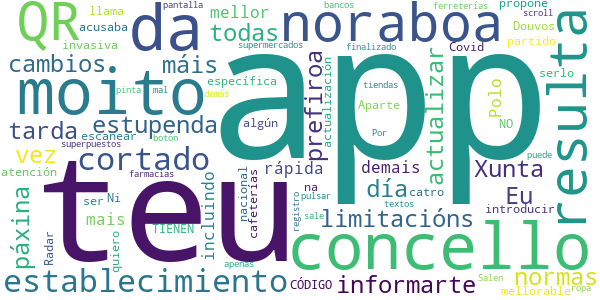 QR
llama
acusaba
invasiva
da
pantalla
mellor
todas
supermercados
noraboa
bancos
finalizado
ferreterías
Covid
propone
scroll
Douvos
partido
serlo
resulta
cambios
moito
máis
específica
app
prefiroa
actualización
tiendas
Aparte
Por
actualizar
Polo
NO
puede
pinta
mal
demas
tarda
estupenda
escanear
botón
algún
vez
superpuestos
cortado
rápida
demais
Xunta
atención
teu
farmacias
na
día
catro
Eu
introducir
ser
Ni
mais
páxina
Radar
quiero
TIENEN
incluíndo
nacional
cafeterías
registro
pulsar
sale
textos
limitacións
concello
apenas
establecimiento
CÓDIGO
informarte
Salen
normas
mellorable
ropa